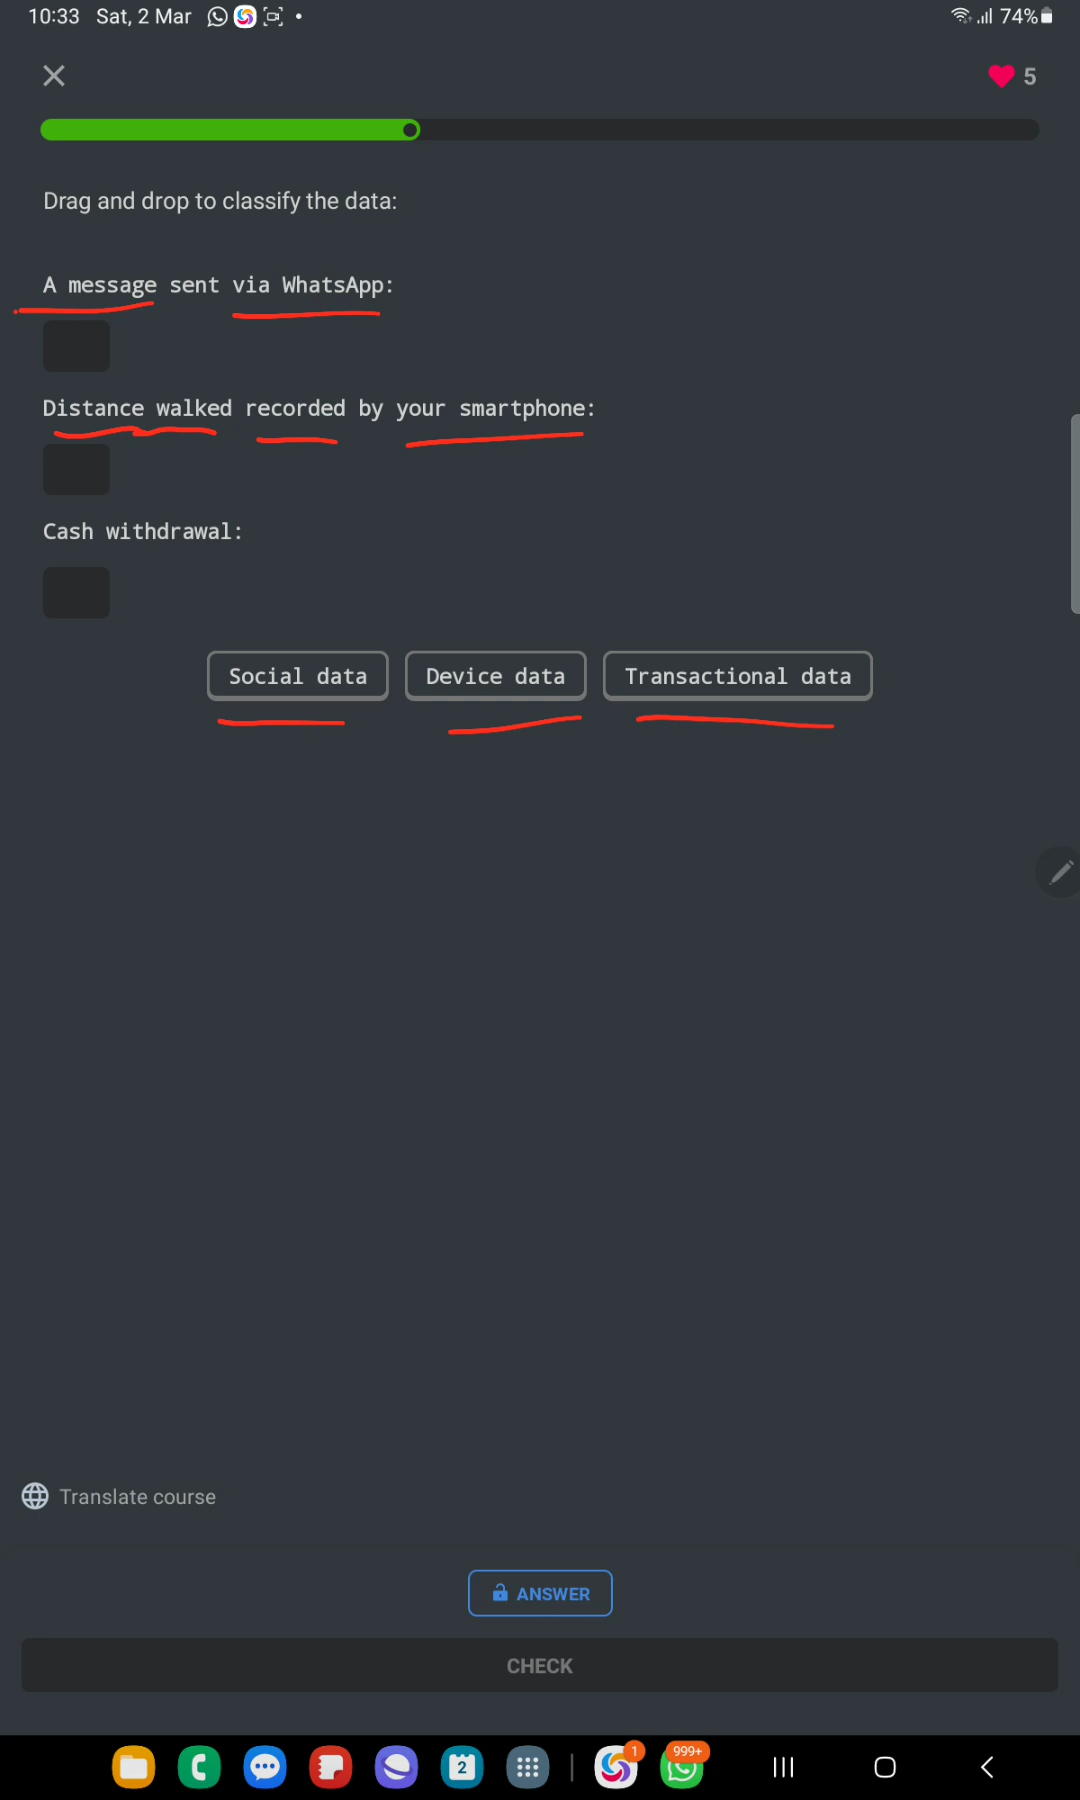 10:33 Sat, 2 Mar 74%
5
Drag and drop to classify the data:
A message sent via WhatsApp:
Distance walked recorded by your smartphone:
Cash withdrawal:
Social data Device data Transactional data
Translate course
ANSWER
CHECK
2 1 999+